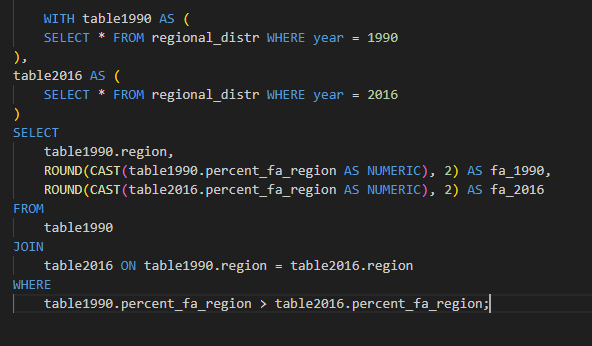 WITH table1990 AS (
SELECT * FROM regional_distr WHERE year = 1990
),
table2016 AS (
SELECT * FROM regional_distr WHERE year = 2016
)
SELECT
table1990.region,
ROUND(CAST(table1990.percent_fa_region AS NUMERIC), 2) AS fa_1990,
ROUND(CAST(table2016.percent_fa_region AS NUMERIC), 2) AS fa_2016
FROM
table1990
JOIN
table2016 ON table1990.region = table2016.region
WHERE
table1990.percent_fa_region > table2016.percent_fa_region;